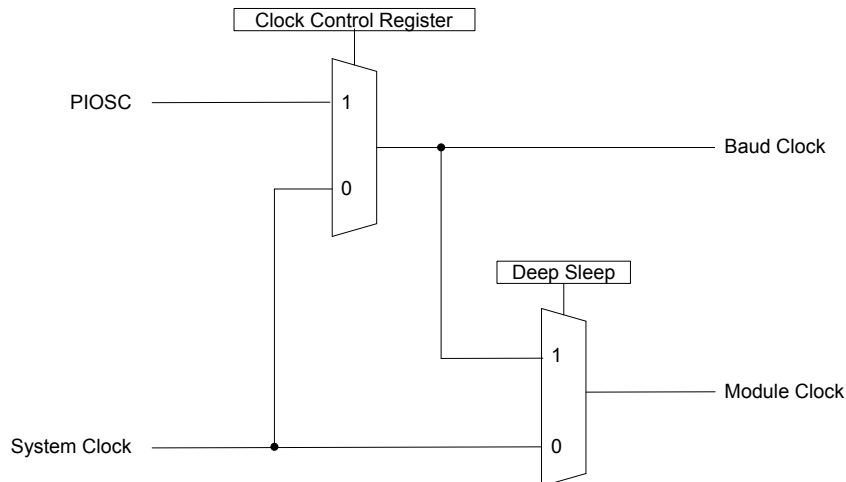 Clock Control Register
PIOSC
1
Baud Clock
0
Deep Sleep
1
Module Clock
System Clock
0